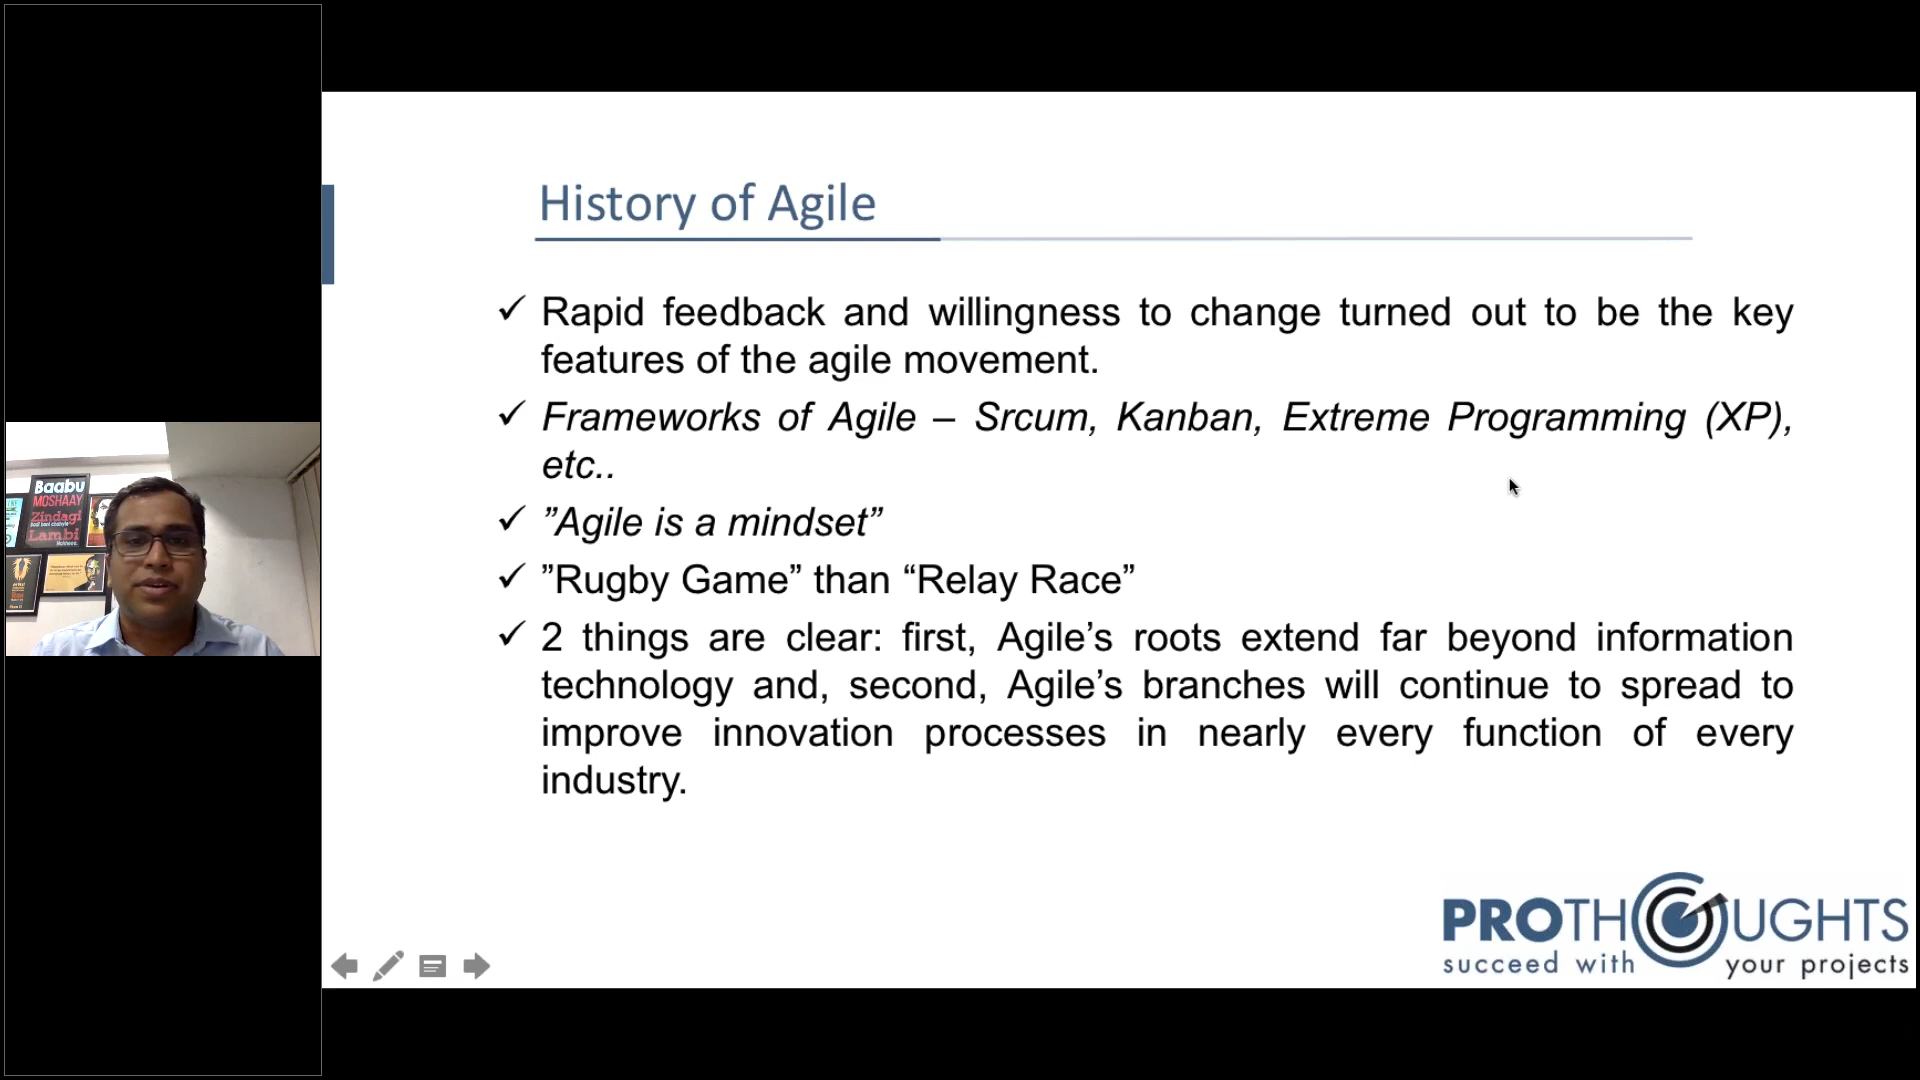 History of Agile
✓ Rapid feedback and willingness to change turned out to be the key
features of the agile movement.
✓ Frameworks of Agile – Srcum, Kanban, Extreme Programming (XP),
etc..
✓ ”Agile is a mindset”
✓ ”Rugby Game” than “Relay Race”
✓ 2 things are clear: first, Agile’s roots extend far beyond information
technology and, second, Agile’s branches will continue to spread to
improve innovation processes in nearly every function of every
industry.
PROTHOUGHTS
succeed with your projects
Baabu
MOSHAAY
Zindagi
Lambi